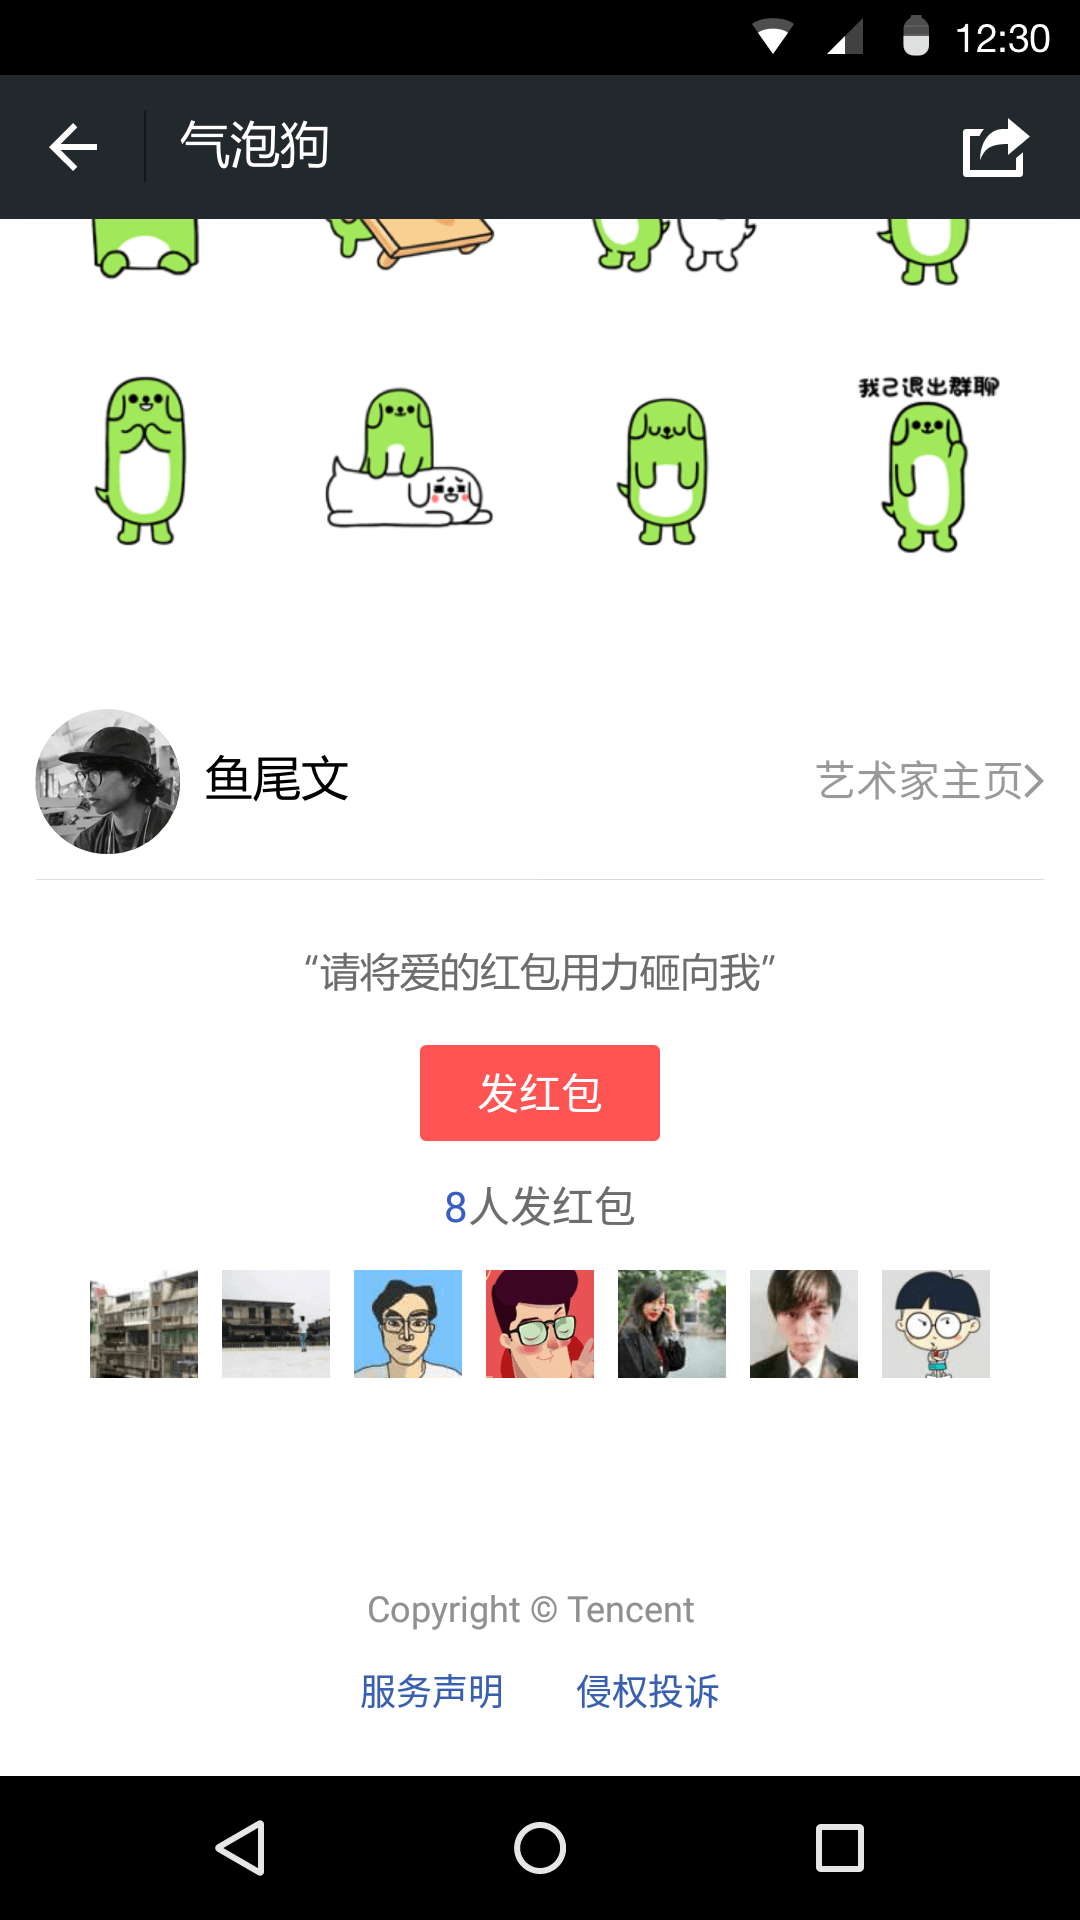 12:30
气泡狗
我已退出群聊
鱼尾文
艺术家主页
“请将爱的红包用力砸向我”
发红包
8人发红包
Copyright © Tencent
服务声明 侵权投诉